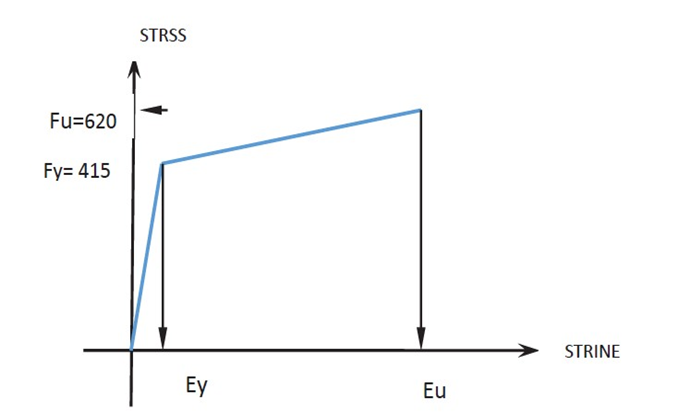 STRSS
Fu=620
Fy= 415
STRINE
Ey
Eu